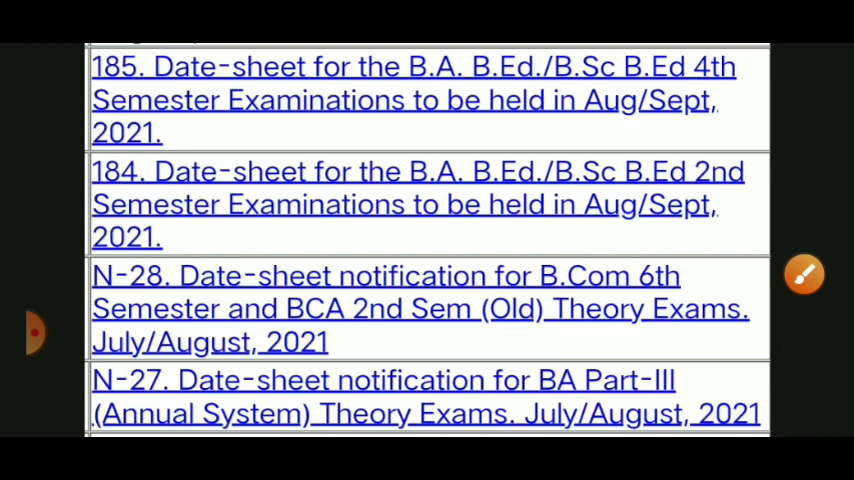 185. Date-sheet for the B.A. B.Ed./B.Sc B.Ed 4th
Semester Examinations to be held in Aug/Sept,
2021.
184. Date-sheet for the B.A. B.Ed./B.Sc B.Ed 2nd
Semester Examinations to be held in Aug/Sept,
2021.
N-28. Date-sheet notification for B.Com 6th
Semester and BCA 2nd Sem (Old) Theory Exams.
July/August, 2021
N-27. Date-sheet notification for BA Part-III
(Annual System) Theory Exams. July/August, 2021